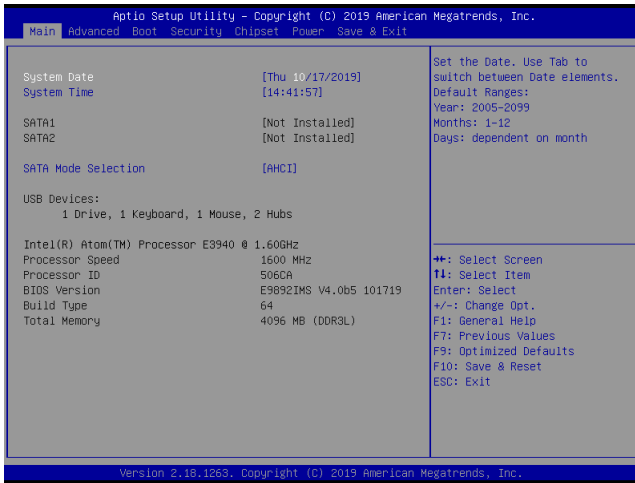 Aptio Setup Utility – Copyright (C) 2019 American Megatrends, Inc.
Main Advanced Boot Security Chipset Power Save & Exit
System Date [Thu 10/17/2019]
System Time [14:41:57]
SATA1 [Not Installed]
SATA2 [Not Installed]
SATA Mode Selection [AHCI]
USB Devices:
1 Drive, 1 Keyboard, 1 Mouse, 2 Hubs
Intel(R) Atom(TM) Processor E3940 @ 1.60GHz
Processor Speed 1600 MHz
Processor ID 506CA
BIOS Version E9892IMS V4.0b5 101719
Build Type 64
Total Memory 4096 MB (DDR3L)
Set the Date. Use Tab to
switch between Date elements.
Default Ranges:
Year: 2005-2099
Months: 1-12
Days: dependent on month
→←: Select Screen
↑↓: Select Item
Enter: Select
+/-: Change Opt.
F1: General Help
F7: Previous Values
F9: Optimized Defaults
F10: Save & Reset
ESC: Exit
Version 2.18.1263. Copyright (C) 2019 American Megatrends, Inc.